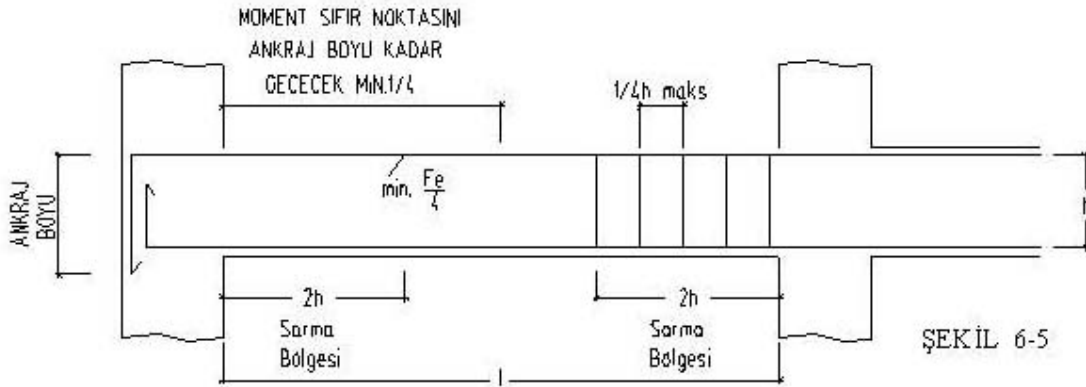 MOMENT SIFIR NOKTASINI
ANKRAJ BOYU KADAR
GEÇECEK MiN.1/4
1/4h maks
ANKRAJ
BOYU
min. Fe
4
2h
Sarma
Bölgesi
2h
Sarma
Bölgesi
l
ŞEKİL 6-5